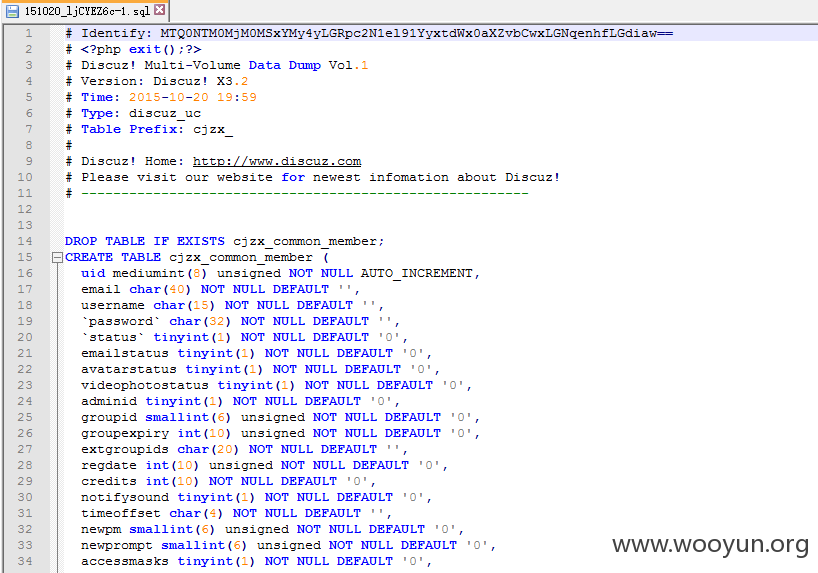 151020_ljCYEZ6c-1.sql
1 # Identify: MTQ0NTM0MjM0MSxYMy4yLGRpc2N1el91YyxtdWx0aXZvbCwxLGNqenhfLGdiaw==
2 # <?php exit();?>
3 # Discuz! Multi-Volume Data Dump Vol.1
4 # Version: Discuz! X3.2
5 # Time: 2015-10-20 19:59
6 # Type: discuz_uc
7 # Table Prefix: cjzx_
8 #
9 # Discuz! Home: http://www.discuz.com
10 # Please visit our website for newest infomation about Discuz!
11 # --------------------------------------------------------
12
13
14 DROP TABLE IF EXISTS cjzx_common_member;
15 CREATE TABLE cjzx_common_member (
16 uid mediumint(8) unsigned NOT NULL AUTO_INCREMENT,
17 email char(40) NOT NULL DEFAULT '',
18 username char(15) NOT NULL DEFAULT '',
19 `password` char(32) NOT NULL DEFAULT '',
20 `status` tinyint(1) NOT NULL DEFAULT '0',
21 emailstatus tinyint(1) NOT NULL DEFAULT '0',
22 avatarstatus tinyint(1) NOT NULL DEFAULT '0',
23 videophotostatus tinyint(1) NOT NULL DEFAULT '0',
24 adminid tinyint(1) NOT NULL DEFAULT '0',
25 groupid smallint(6) unsigned NOT NULL DEFAULT '0',
26 groupexpiry int(10) unsigned NOT NULL DEFAULT '0',
27 extgroupids char(20) NOT NULL DEFAULT '',
28 regdate int(10) unsigned NOT NULL DEFAULT '0',
29 credits int(10) NOT NULL DEFAULT '0',
30 notifysound tinyint(1) NOT NULL DEFAULT '0',
31 timeoffset char(4) NOT NULL DEFAULT '',
32 newpm smallint(6) unsigned NOT NULL DEFAULT '0',
33 newprompt smallint(6) unsigned NOT NULL DEFAULT '0',
34 accessmasks tinyint(1) NOT NULL DEFAULT '0',
www.wooyun.org